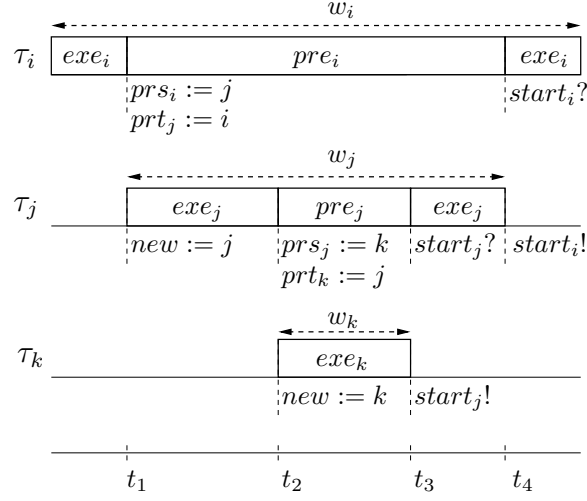 w_i
τ_i exe_i pre_i exe_i
prs_i := j start_i?
prt_j := i
w_j
τ_j exe_j pre_j exe_j
new := j prs_j := k start_j? start_i!
prt_k := j
w_k
τ_k exe_k
new := k start_j!
t_1 t_2 t_3 t_4